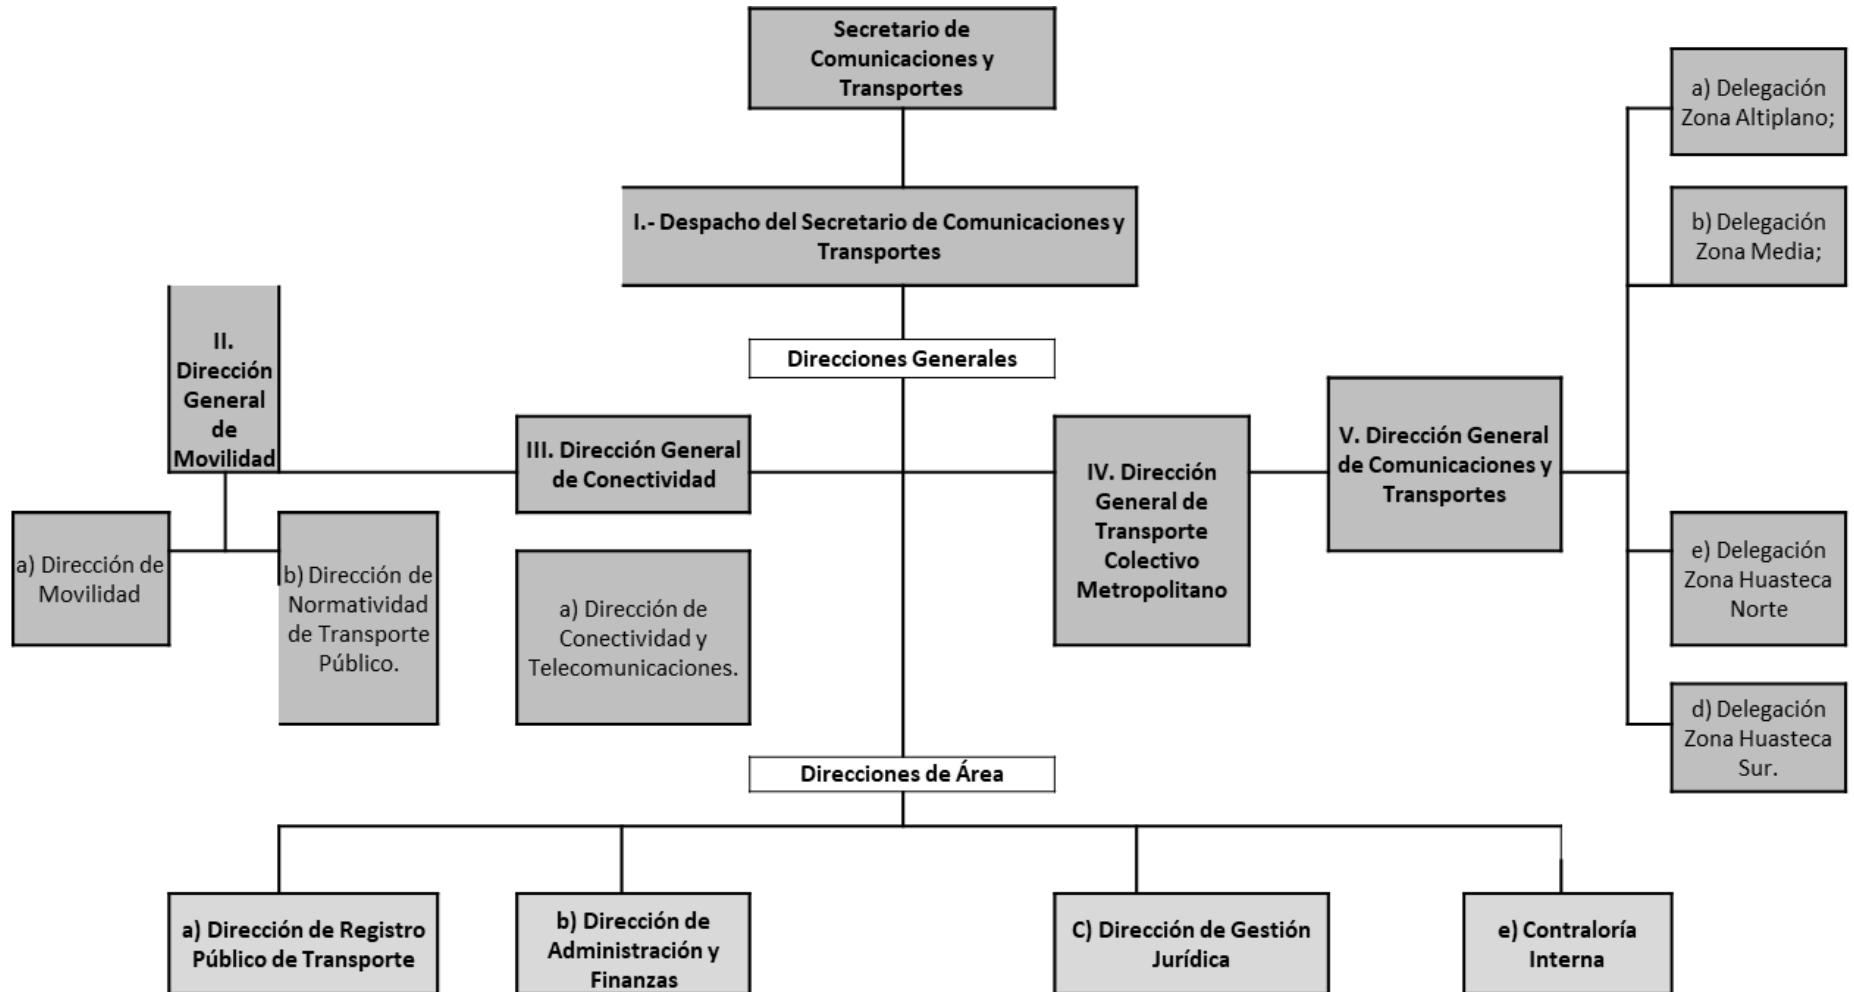 Secretario de
Comunicaciones y
Transportes
I.- Despacho del Secretario de Comunicaciones y
Transportes
Direcciones Generales
II.
Dirección
General
de
Movilidad
a) Dirección de
Movilidad
b) Dirección de
Normatividad
de Transporte
Público.
III. Dirección General
de Conectividad
a) Dirección de
Conectividad y
Telecomunicaciones.
IV. Dirección
General de
Transporte
Colectivo
Metropolitano
V. Dirección General
de Comunicaciones y
Transportes
a) Delegación
Zona Altiplano;
b) Delegación
Zona Media;
e) Delegación
Zona Huasteca
Norte
d) Delegación
Zona Huasteca
Sur.
Direcciones de Área
a) Dirección de Registro
Público de Transporte
b) Dirección de
Administración y
Finanzas
C) Dirección de Gestión
Jurídica
e) Contraloría
Interna